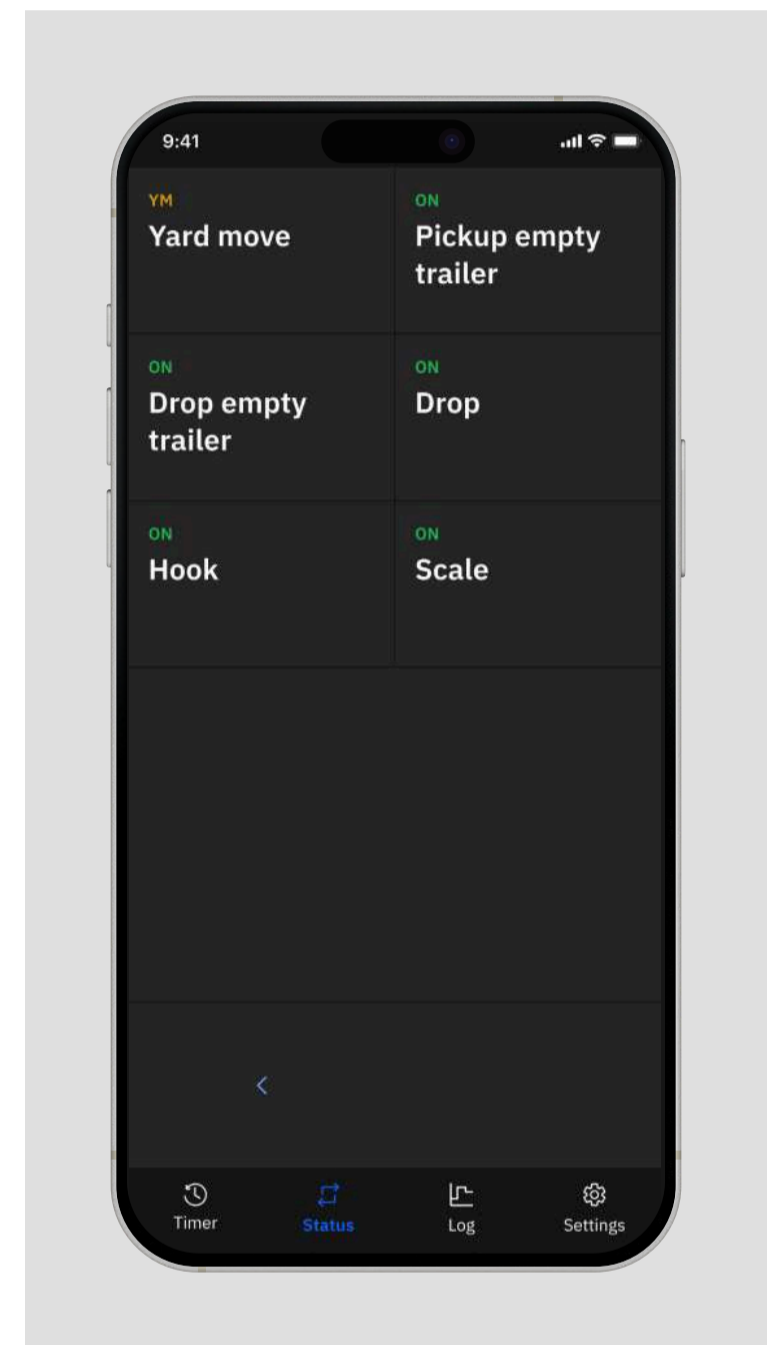 9:41
YM
Yard move
ON
Pickup empty
trailer
ON
Drop empty
trailer
ON
Drop
ON
Hook
ON
Scale
Timer
Status
Log
Settings